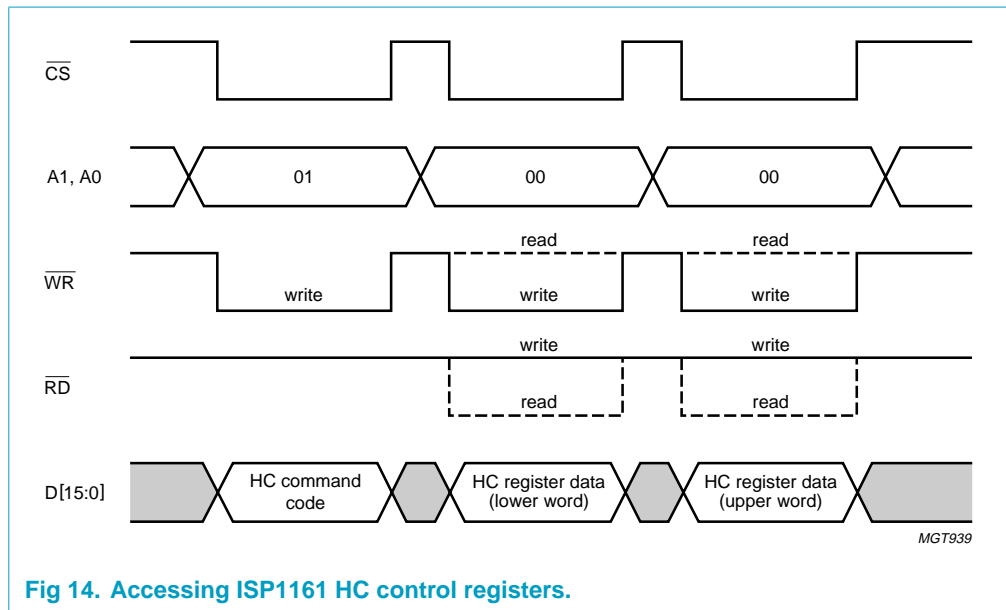 CS
A1, A0
01
00
00
read
read
WR
write
write
write
write
write
RD
read
read
D[15:0]
HC command
code
HC register data
(lower word)
HC register data
(upper word)
MGT939
Fig 14. Accessing ISP1161 HC control registers.